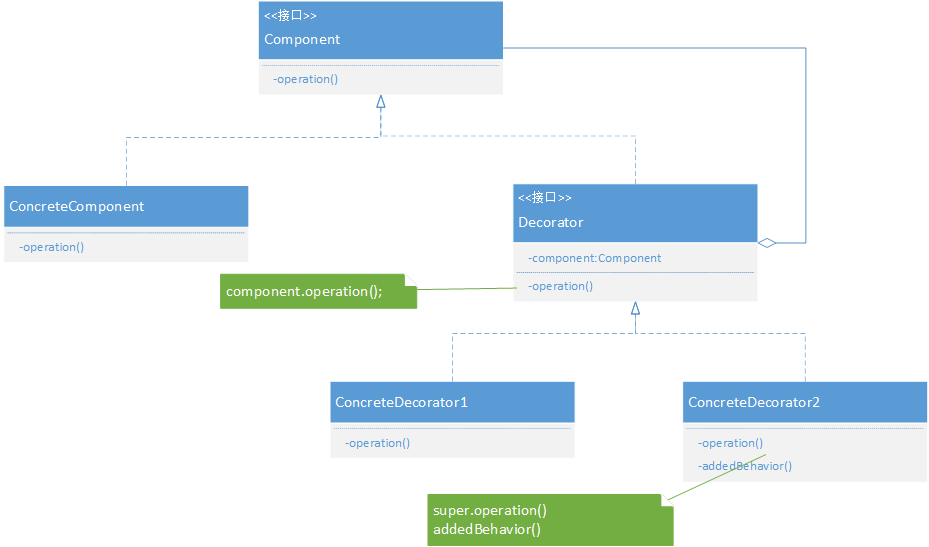 <<接口>>
Component
-operation()
ConcreteComponent
-operation()
<<接口>>
Decorator
-component:Component
-operation()
component.operation();
ConcreteDecorator1
-operation()
ConcreteDecorator2
-operation()
-addedBehavior()
super.operation()
addedBehavior()